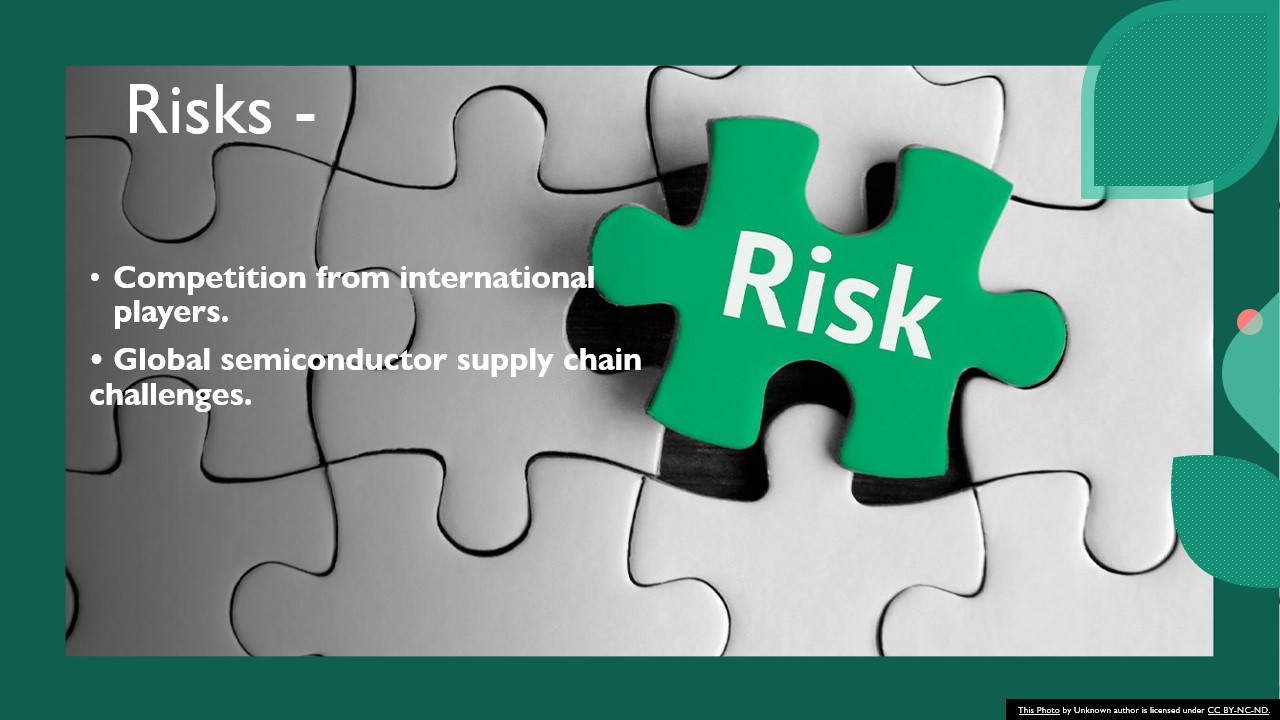 Risks -
• Competition from international
players.
• Global semiconductor supply chain
challenges.
Risk
This Photo by Unknown author is licensed under CC BY-NC-ND.